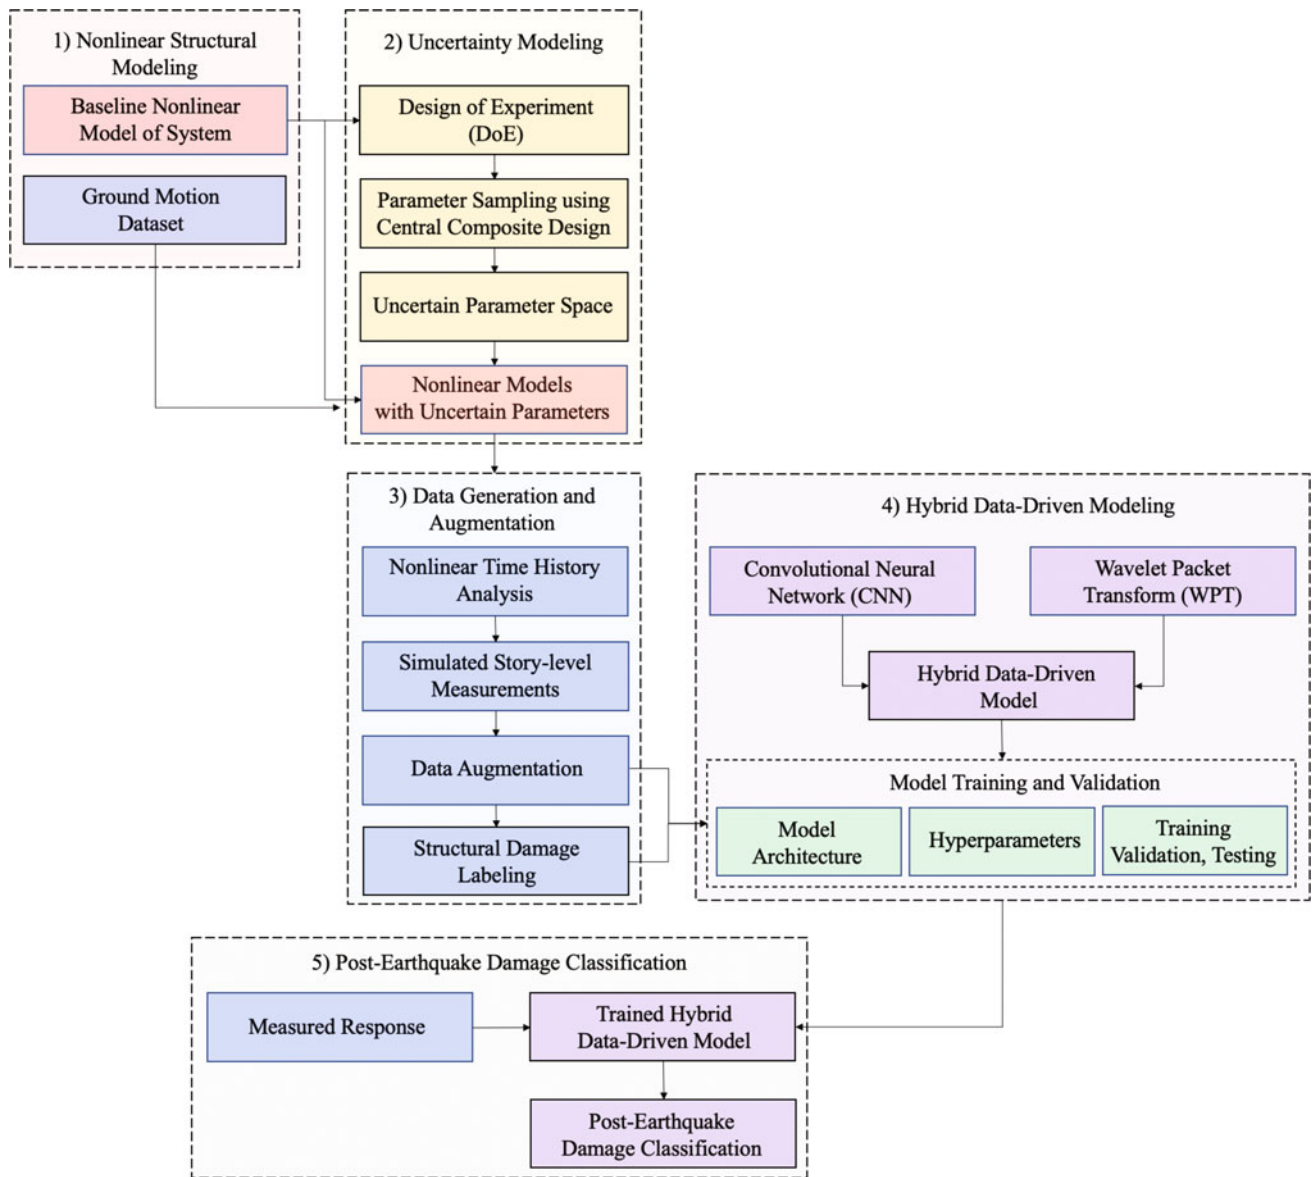 1) Nonlinear Structural
Modeling
Baseline Nonlinear
Model of System
Ground Motion
Dataset
2) Uncertainty Modeling
Design of Experiment
(DoE)
Parameter Sampling using
Central Composite Design
Uncertain Parameter Space
Nonlinear Models
with Uncertain Parameters
3) Data Generation and
Augmentation
Nonlinear Time History
Analysis
Simulated Story-level
Measurements
Data Augmentation
Structural Damage
Labeling
4) Hybrid Data-Driven Modeling
Convolutional Neural
Network (CNN)
Wavelet Packet
Transform (WPT)
Hybrid Data-Driven
Model
Model Training and Validation
Model
Architecture
Hyperparameters
Training
Validation, Testing
5) Post-Earthquake Damage Classification
Measured Response
Trained Hybrid
Data-Driven Model
Post-Earthquake
Damage Classification